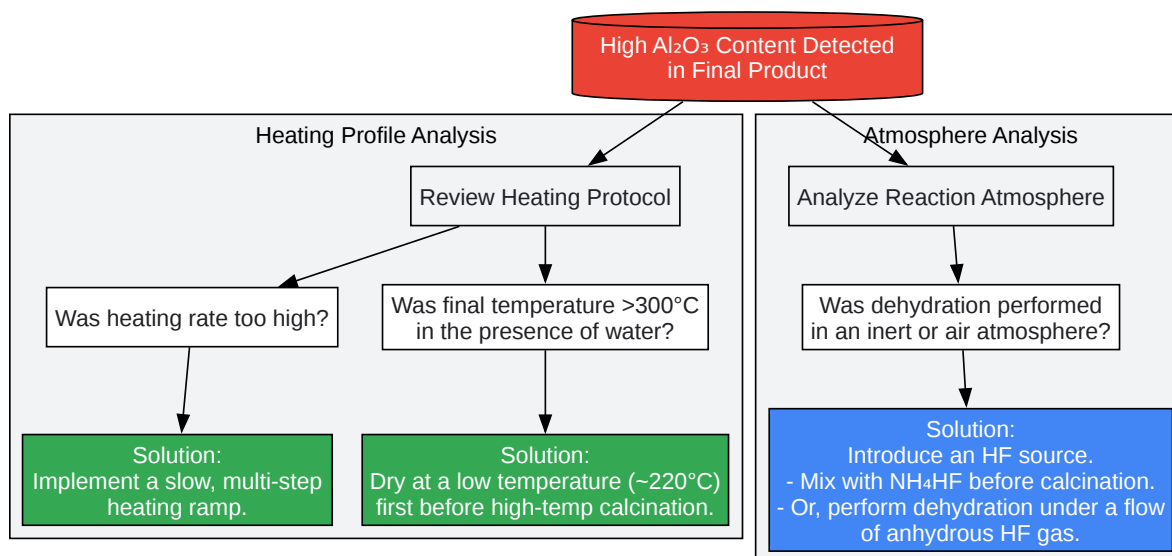 High Al₂O₃ Content Detected
in Final Product
Heating Profile Analysis
Atmosphere Analysis
Review Heating Protocol
Analyze Reaction Atmosphere
Was heating rate too high?
Was final temperature >300°C
in the presence of water?
Was dehydration performed
in an inert or air atmosphere?
Solution:
Implement a slow, multi-step
heating ramp.
Solution:
Dry at a low temperature (~220°C)
first before high-temp calcination.
Solution:
Introduce an HF source.
- Mix with NH₄HF before calcination.
- Or, perform dehydration under a flow
of anhydrous HF gas.